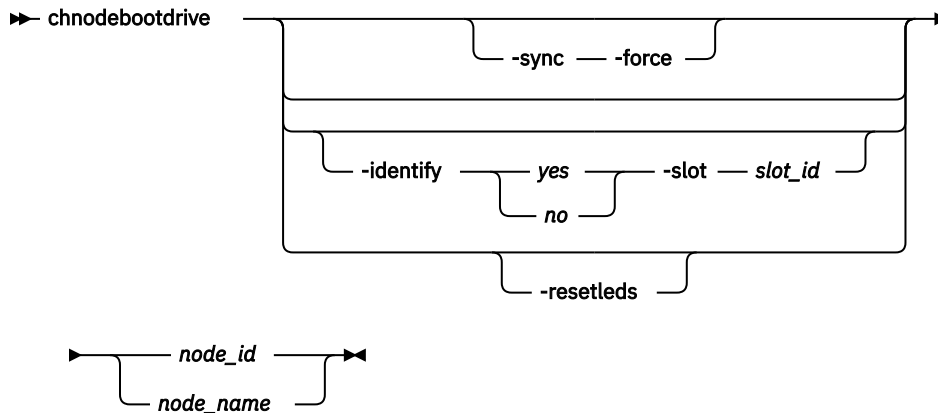 chnodebootdrive
-sync -force
-identify yes -slot slot_id
no
-resetleds
node_id
node_name